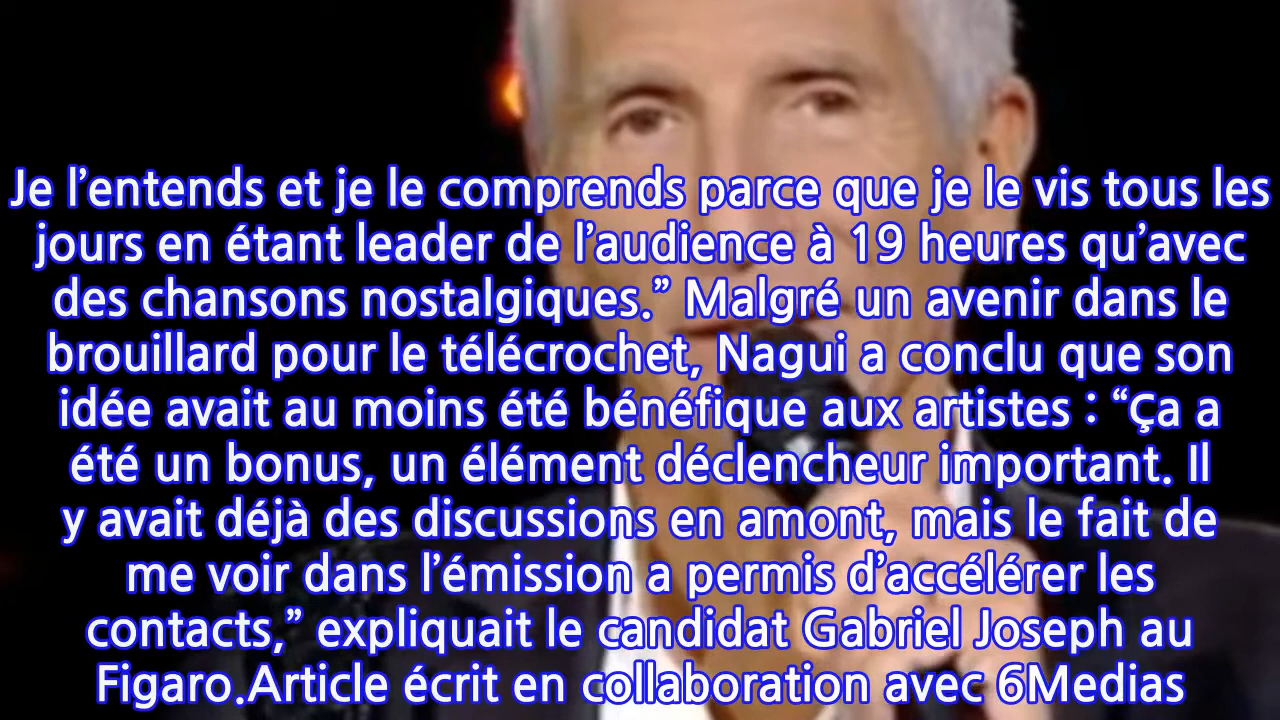 Je l’entends et je le comprends parce que je le vis tous les
jours en étant leader de l’audience à 19 heures qu’avec
des chansons nostalgiques.” Malgré un avenir dans le
brouillard pour le télécrochet, Nagui a conclu que son
idée avait au moins été bénéfique aux artistes : “Ça a
été un bonus, un élément déclencheur important. Il
y avait déjà des discussions en amont, mais le fait de
me voir dans l’émission a permis d’accélérer les
contacts,” expliquait le candidat Gabriel Joseph au
Figaro.Article écrit en collaboration avec 6Medias